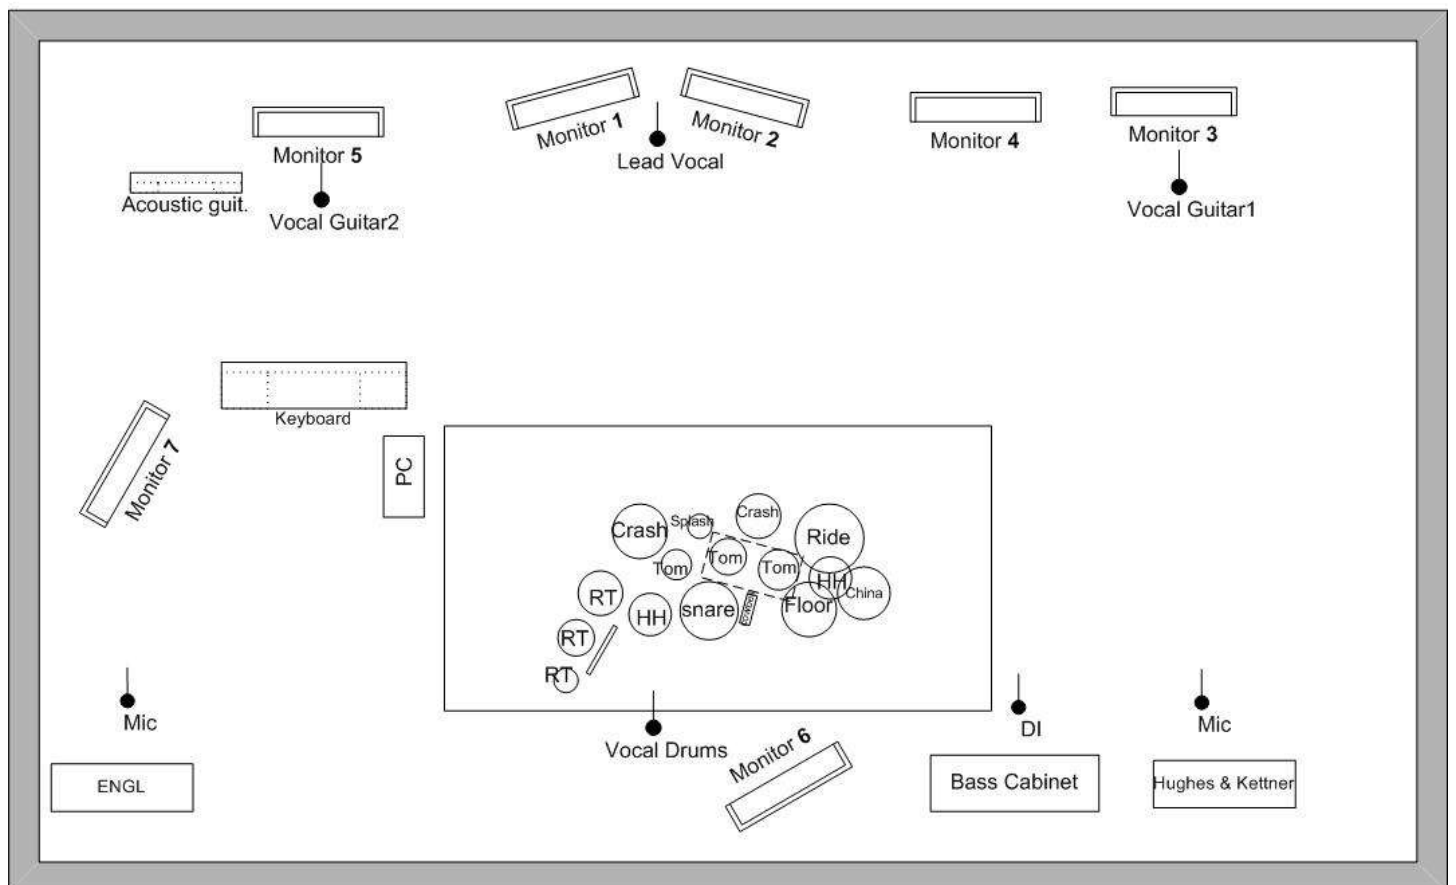 Monitor 1
Monitor 2
Monitor 5
Monitor 4
Monitor 3
Lead Vocal
Acoustic guit.
Vocal Guitar2
Vocal Guitar1
Keyboard
Monitor 7
PC
Crash
Splash
Crash
Ride
Tom
Tom
Tom
HH
China
RT
HH
snare
Floor
RT
RT
Mic
Vocal Drums
Monitor 6
DI
Mic
ENGL
Bass Cabinet
Hughes & Kettner